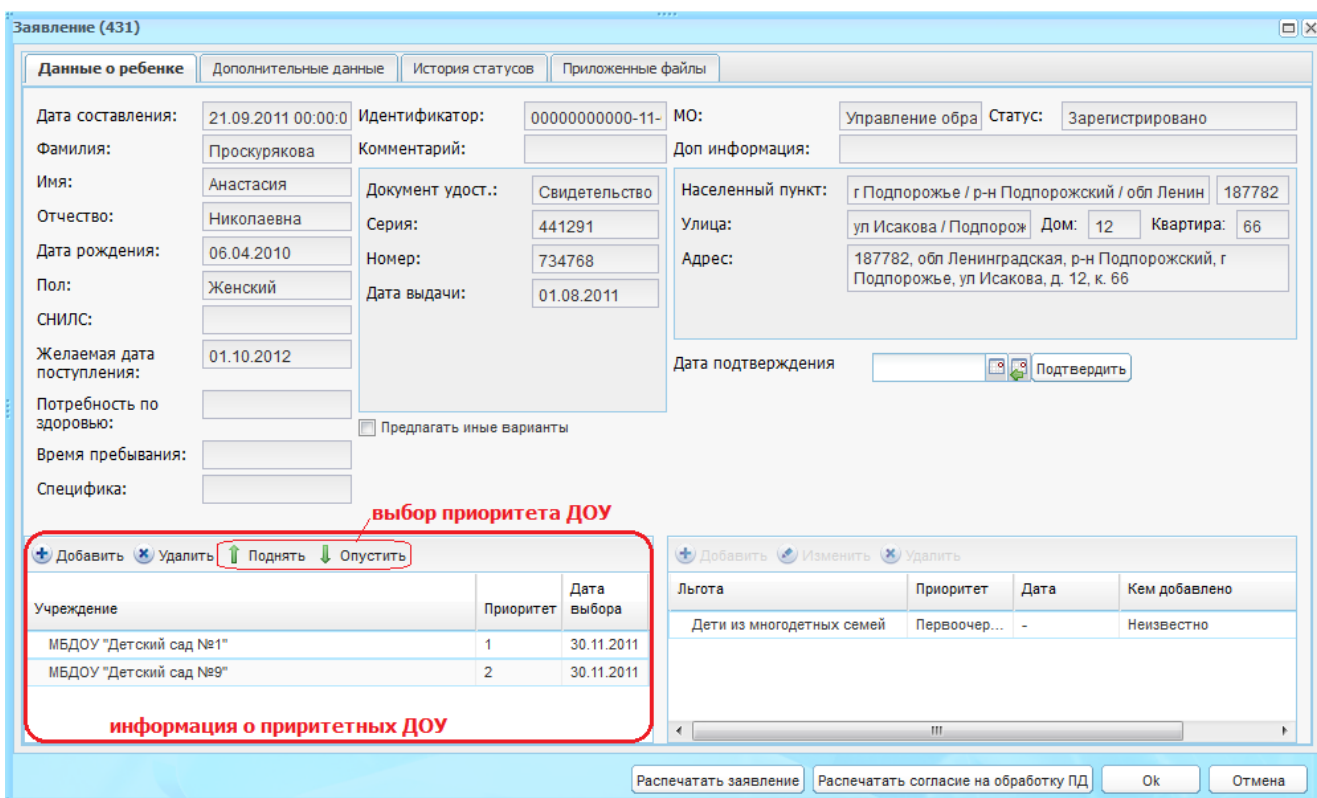 Заявление (431)
Данные о ребенке Дополнительные данные История статусов Приложенные файлы
Дата составления: 21.09.2011 00:00:0 Идентификатор: 00000000000-11- МО: Управление обра Статус: Зарегистрировано
Фамилия: Проскурякова Комментарий: Доп информация:
Имя: Анастасия Документ удост.: Свидетельство Населенный пункт: г Подпорожье / р-н Подпорожский / обл Ленин 187782
Отчество: Николаевна Серия: 441291 Улица: ул Исакова / Подпорож Дом: 12 Квартира: 66
Дата рождения: 06.04.2010 Номер: 734768 Адрес: 187782, обл Ленинградская, р-н Подпорожский, г
Подпорожье, ул Исакова, д. 12, к. 66
Пол: Женский Дата выдачи: 01.08.2011
СНИЛС:
Желаемая дата
поступления: 01.10.2012 Дата подтверждения Подтвердить
Потребность по
здоровью:
Предлагать иные варианты
Время пребывания:
Специфика:
выбор приоритета ДОУ
Добавить Удалить Поднять Опустить Добавить Изменить Удалить
Учреждение Приоритет Дата
выбора Льгота Приоритет Дата Кем добавлено
МБДОУ "Детский сад №1" 1 30.11.2011 Дети из многодетных семей Первоочер... - Неизвестно
МБДОУ "Детский сад №9" 2 30.11.2011
информация о приритетных ДОУ
Распечатать заявление Распечатать согласие на обработку ПД Ok Отмена